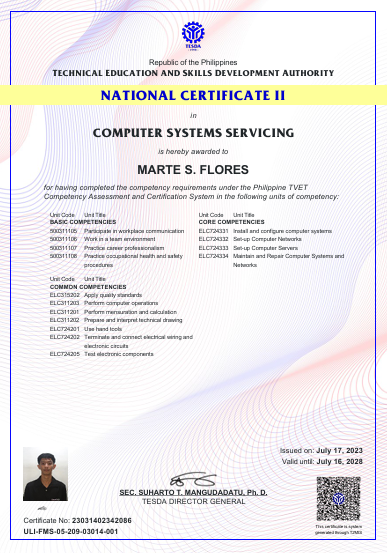 TESDA
Republic of the Philippines
TECHNICAL EDUCATION AND SKILLS DEVELOPMENT AUTHORITY
NATIONAL CERTIFICATE II
in
COMPUTER SYSTEMS SERVICING
is hereby awarded to
MARTE S. FLORES
for having completed the competency requirements under the Philippine TVET
Competency Assessment and Certification System in the following units of competency:
Unit Code Unit Title
BASIC COMPETENCIES
500311105 Participate in workplace communication
500311106 Work in a team environment
500311107 Practice career professionalism
500311108 Practice occupational health and safety
procedures
Unit Code Unit Title
CORE COMPETENCIES
ELC724331 Install and configure computer systems
ELC724332 Set-up Computer Networks
ELC724333 Set-up Computer Servers
ELC724334 Maintain and Repair Computer Systems and
Networks
Unit Code Unit Title
COMMON COMPETENCIES
ELC315202 Apply quality standards
ELC311203 Perform computer operations
ELC311201 Perform mensuration and calculation
ELC311202 Prepare and interpret technical drawing
ELC724201 Use hand tools
ELC724202 Terminate and connect electrical wiring and
electronic circuits
ELC724205 Test electronic components
Issued on: July 17, 2023
Valid until: July 16, 2028
SEC. SUHARTO T. MANGUDADATU, Ph. D.
TESDA DIRECTOR GENERAL
Certificate No: 23031402342086
ULI-FMS-05-209-03014-001
This certificate is system
generated through T2MIS